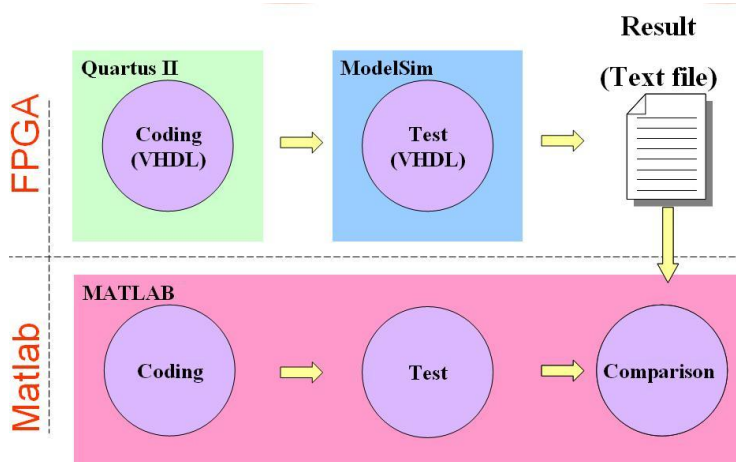 Result
(Text file)
Quartus II
ModelSim
Coding
(VHDL)
Test
(VHDL)
FPGA
MATLAB
Coding
Test
Comparison
Matlab